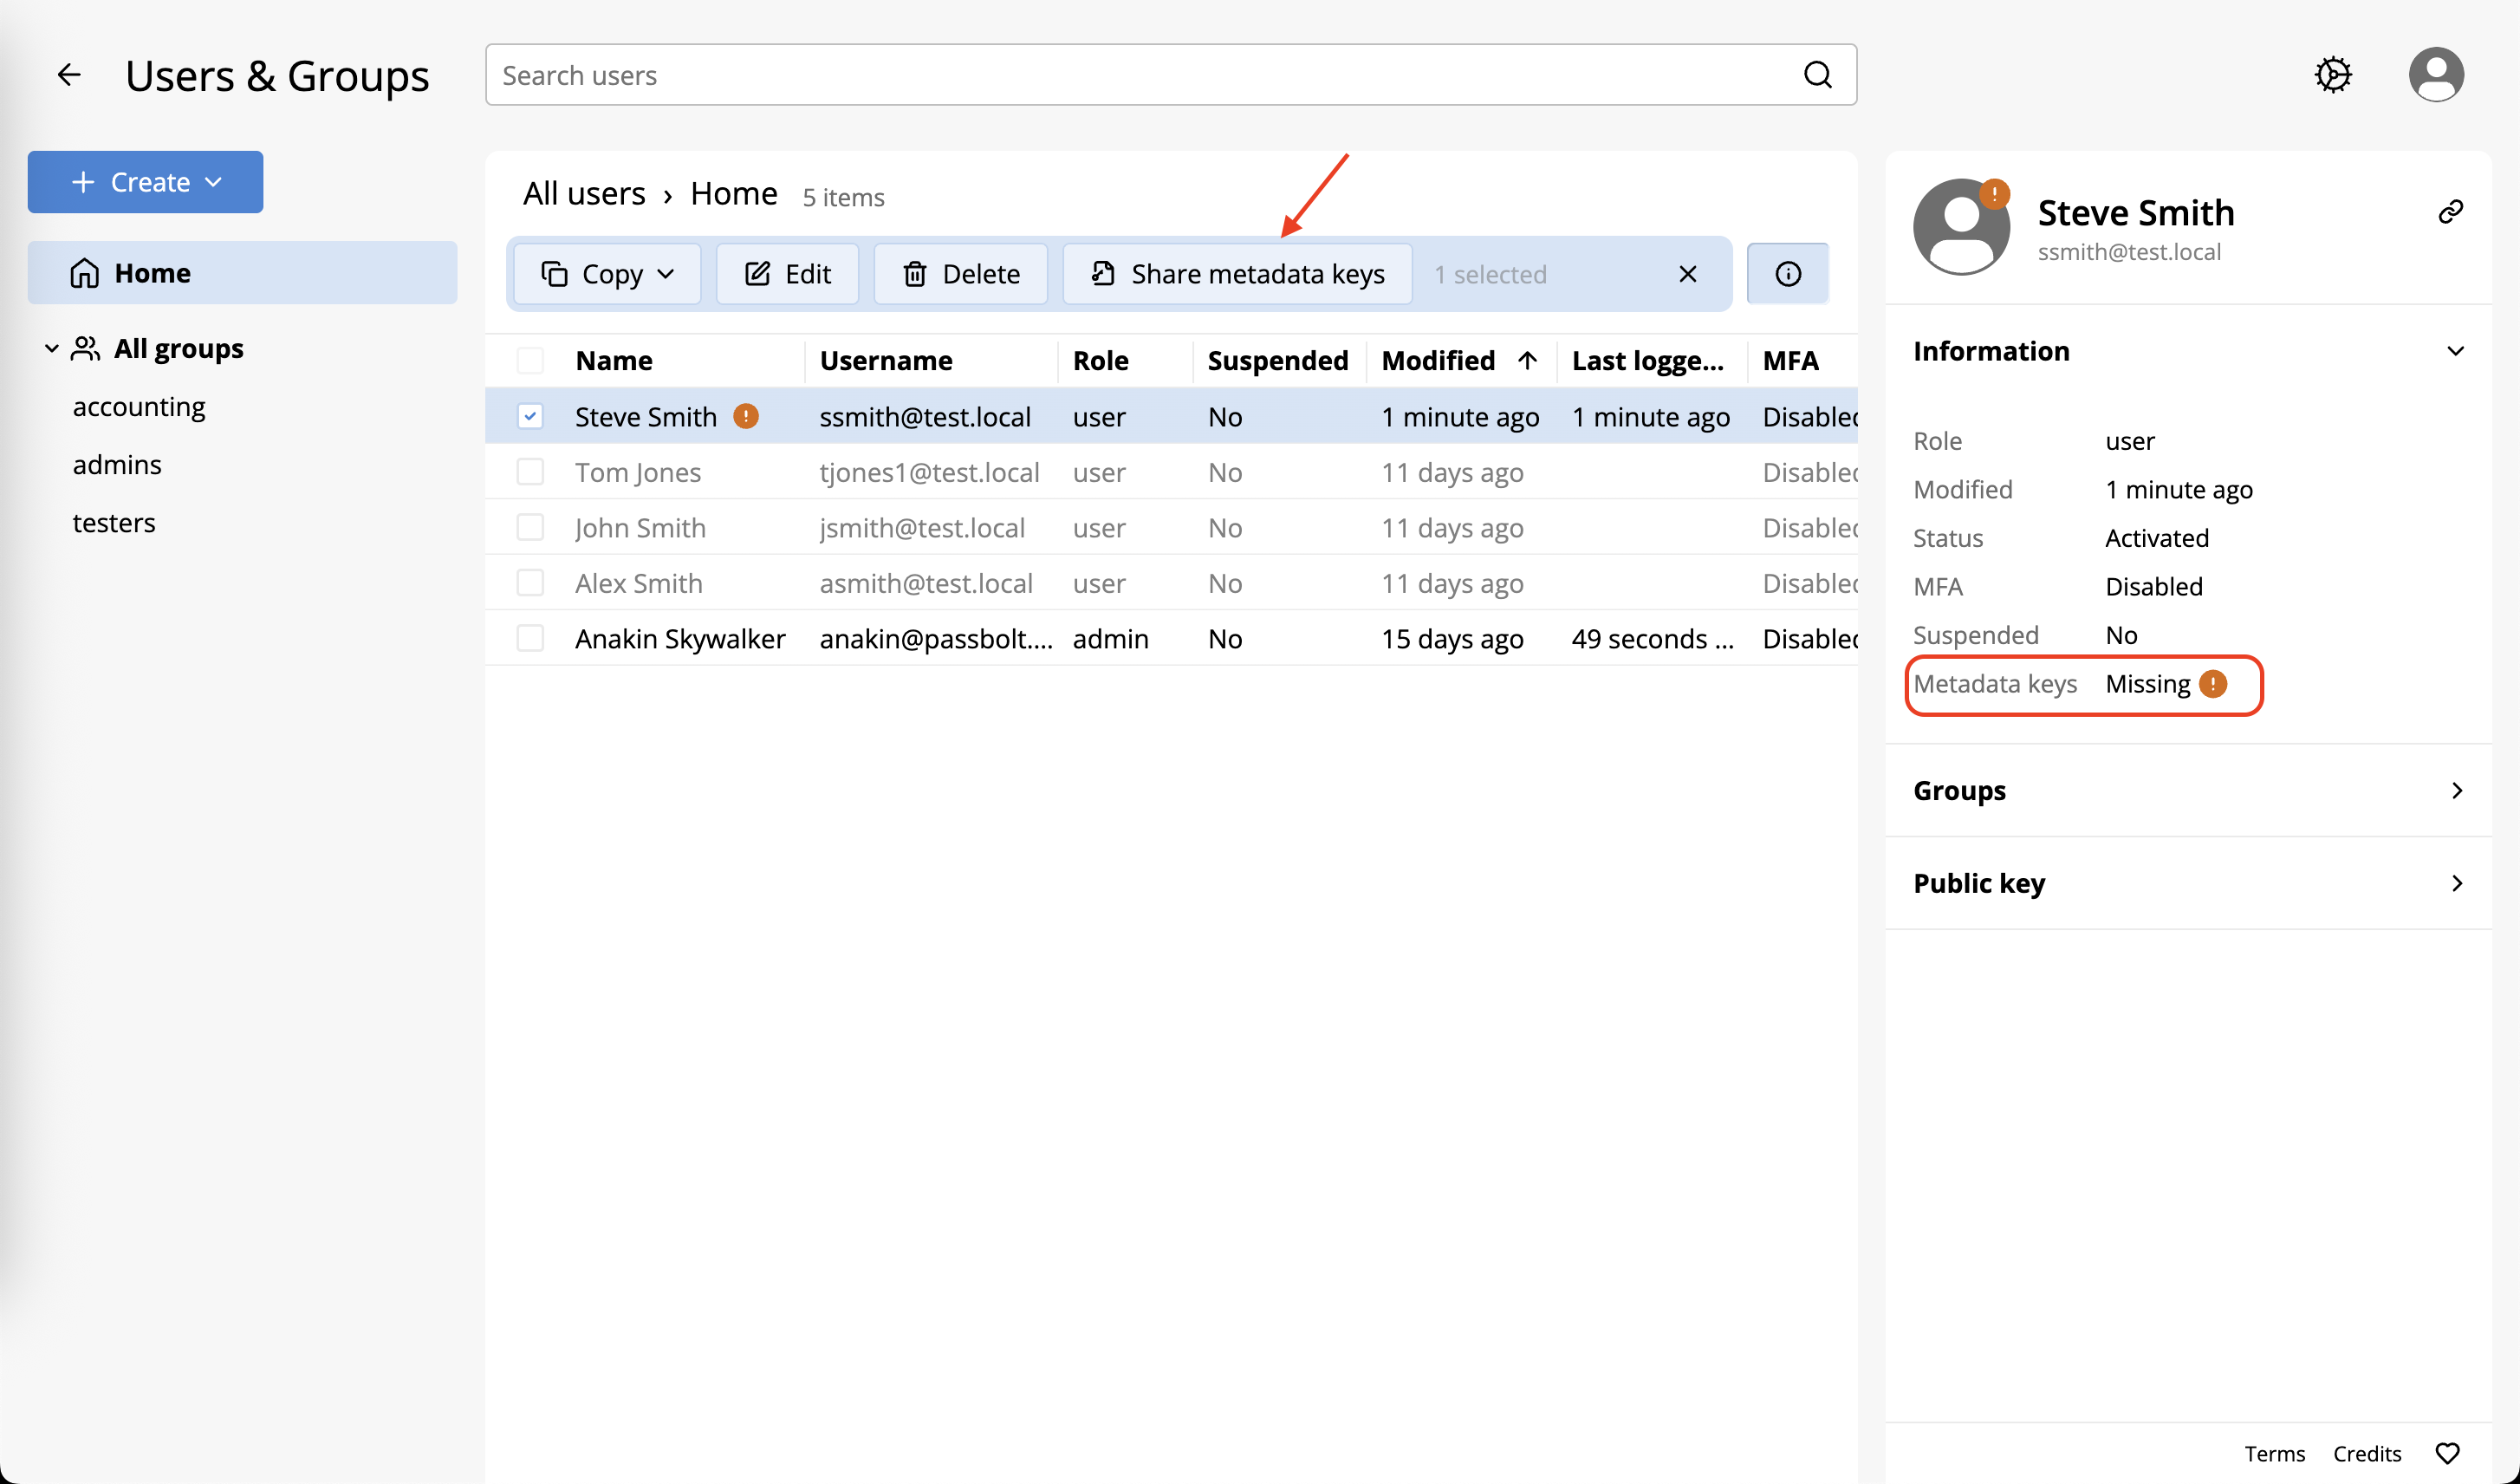 Users & Groups
Search users
Create
Home
All groups
accounting
admins
testers
All users › Home 5 items
Copy Edit Delete Share metadata keys 1 selected
Name Username Role Suspended Modified Last logge... MFA
Steve Smith ssmith@test.local user No 1 minute ago 1 minute ago Disabled
Tom Jones tjones1@test.local user No 11 days ago Disabled
John Smith jsmith@test.local user No 11 days ago Disabled
Alex Smith asmith@test.local user No 11 days ago Disabled
Anakin Skywalker anakin@passbolt.... admin No 15 days ago 49 seconds ... Disabled
Steve Smith
ssmith@test.local
Information
Role user
Modified 1 minute ago
Status Activated
MFA Disabled
Suspended No
Metadata keys Missing
Groups
Public key
Terms Credits